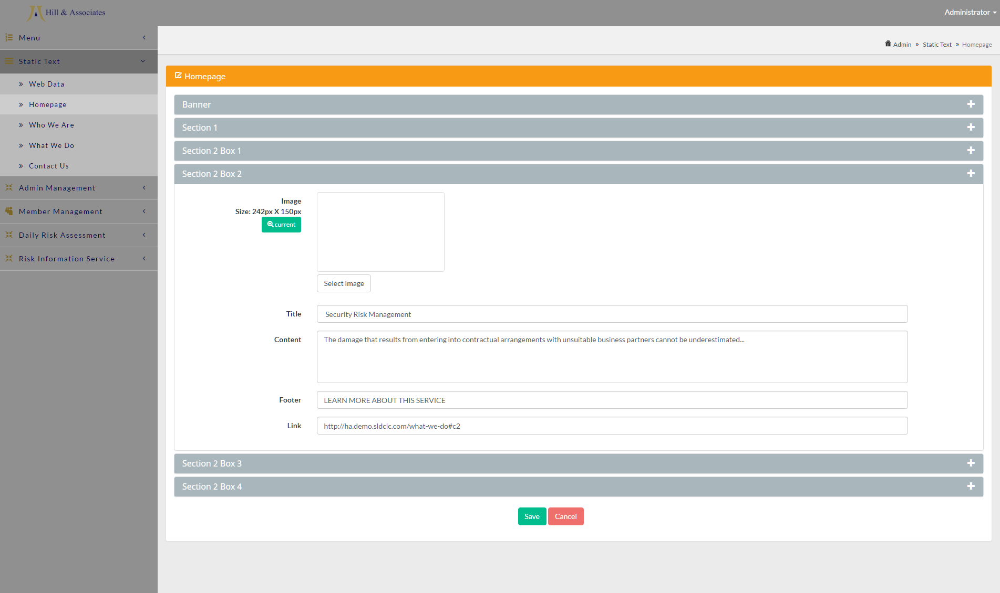 Hill & Associates
Administrator
Menu
Static Text
Web Data
Homepage
Who We Are
What We Do
Contact Us
Admin Management
Member Management
Daily Risk Assessment
Risk Information Service
Admin » Static Text » Homepage
Homepage
Banner
Section 1
Section 2 Box 1
Section 2 Box 2
Image
Size: 242px X 150px
current
Select image
Title
Security Risk Management
Content
The damage that results from entering into contractual arrangements with unsuitable business partners cannot be underestimated...
Footer
LEARN MORE ABOUT THIS SERVICE
Link
http://ha.demo.sldclc.com/what-we-do#c2
Section 2 Box 3
Section 2 Box 4
Save
Cancel